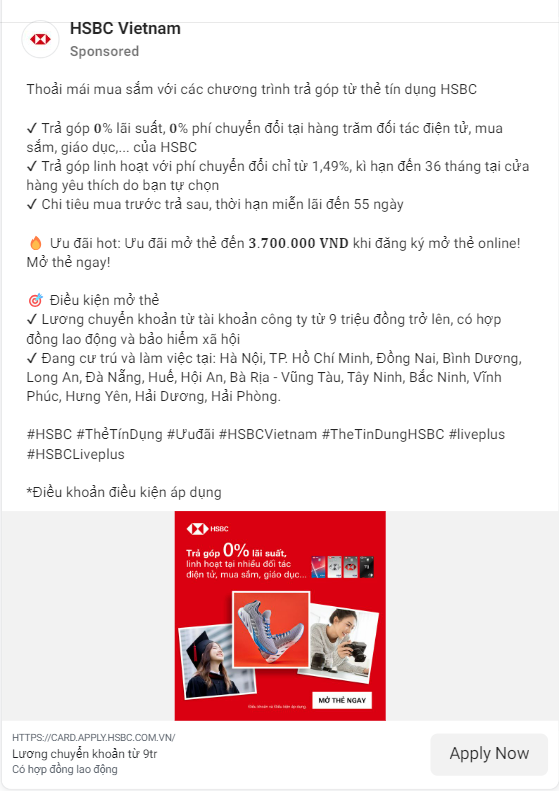 HSBC Vietnam
Sponsored
Thoải mái mua sắm với các chương trình trả góp từ thẻ tín dụng HSBC
✓ Trả góp 0% lãi suất, 0% phí chuyển đổi tại hàng trăm đối tác điện tử, mua
sắm, giáo dục,... của HSBC
✓ Trả góp linh hoạt với phí chuyển đổi chỉ từ 1,49%, kì hạn đến 36 tháng tại cửa
hàng yêu thích do bạn tự chọn
✓ Chi tiêu mua trước trả sau, thời hạn miễn lãi đến 55 ngày
🔥 Ưu đãi hot: Ưu đãi mở thẻ đến 3.700.000 VND khi đăng ký mở thẻ online!
Mở thẻ ngay!
🎯 Điều kiện mở thẻ
✓ Lương chuyển khoản từ tài khoản công ty từ 9 triệu đồng trở lên, có hợp
đồng lao động và bảo hiểm xã hội
✓ Đang cư trú và làm việc tại: Hà Nội, TP. Hồ Chí Minh, Đồng Nai, Bình Dương,
Long An, Đà Nẵng, Huế, Hội An, Bà Rịa - Vũng Tàu, Tây Ninh, Bắc Ninh, Vĩnh
Phúc, Hưng Yên, Hải Dương, Hải Phòng.
#HSBC #ThẻTínDụng #Ưuđãi #HSBCVietnam #TheTinDungHSBC #liveplus
#HSBCLiveplus
*Điều khoản điều kiện áp dụng
HSBC
Trả góp 0% lãi suất,
linh hoạt tại nhiều đối tác
điện tử, mua sắm, giáo dục...
MỞ THẺ NGAY
Điều khoản và Điều kiện áp dụng
HTTPS://CARD.APPLY.HSBC.COM.VN/
Lương chuyển khoản từ 9tr
Có hợp đồng lao động
Apply Now